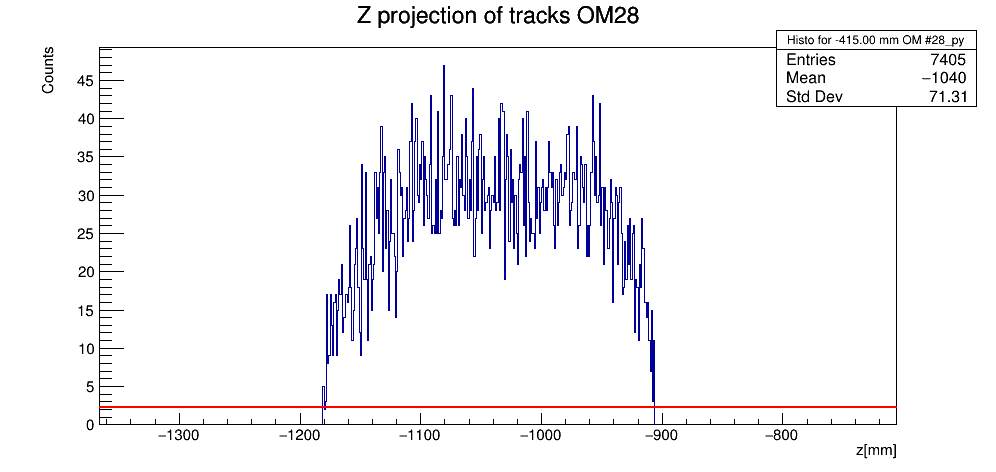 Z projection of tracks OM28
Histo for -415.00 mm OM #28_py
Entries 7405
Mean −1040
Std Dev 71.31
Counts
45
40
35
30
25
20
15
10
5
0
−1300 −1200 −1100 −1000 −900 −800
z[mm]